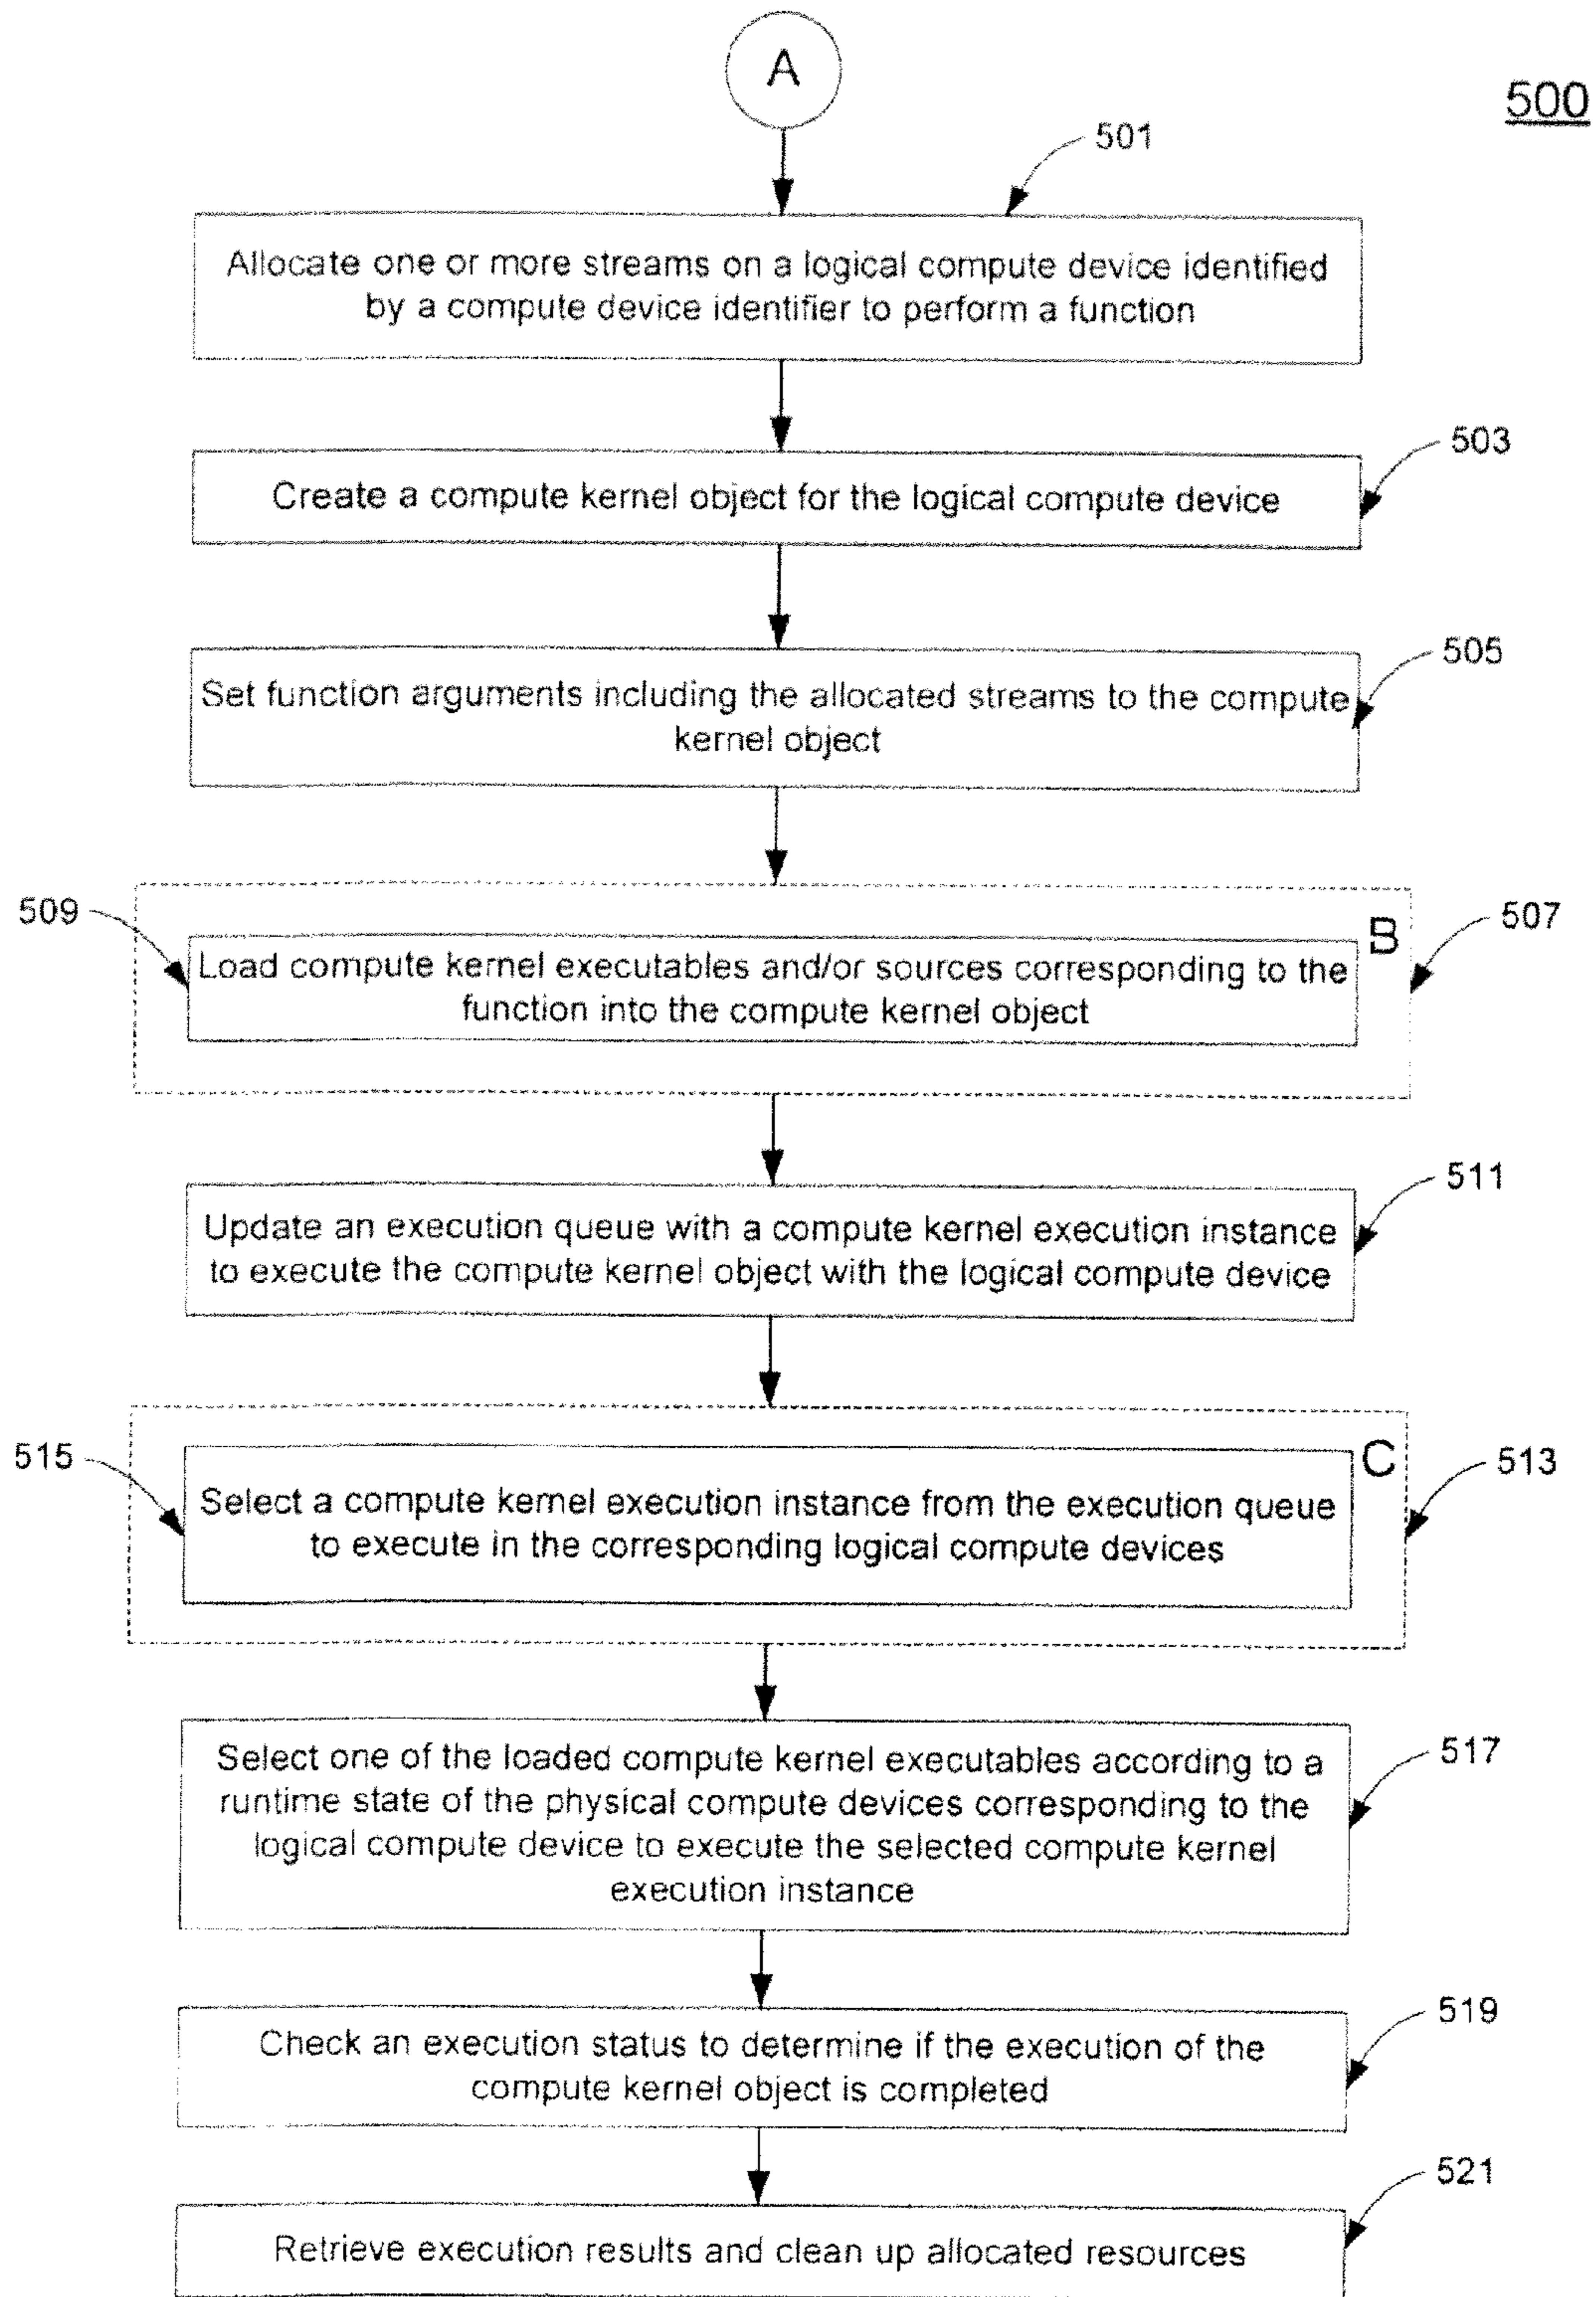 A
500
501
Allocate one or more streams on a logical compute device identified
by a compute device identifier to perform a function
503
Create a compute kernel object for the logical compute device
505
Set function arguments including the allocated streams to the compute
kernel object
509
B
507
Load compute kernel executables and/or sources corresponding to the
function into the compute kernel object
511
Update an execution queue with a compute kernel execution instance
to execute the compute kernel object with the logical compute device
515
C
513
Select a compute kernel execution instance from the execution queue
to execute in the corresponding logical compute devices
517
Select one of the loaded compute kernel executables according to a
runtime state of the physical compute devices corresponding to the
logical compute device to execute the selected compute kernel
execution instance
519
Check an execution status to determine if the execution of the
compute kernel object is completed
521
Retrieve execution results and clean up allocated resources